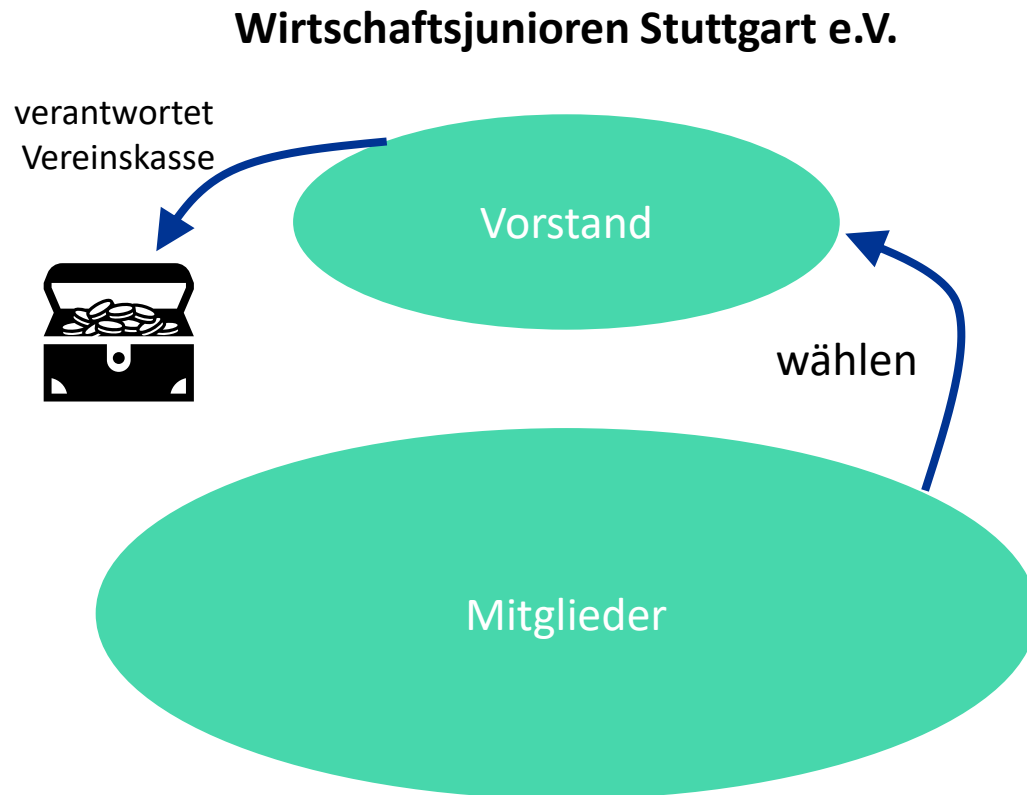 Wirtschaftsjunioren Stuttgart e.V.
verantwortet
Vereinskasse
Vorstand
wählen
Mitglieder